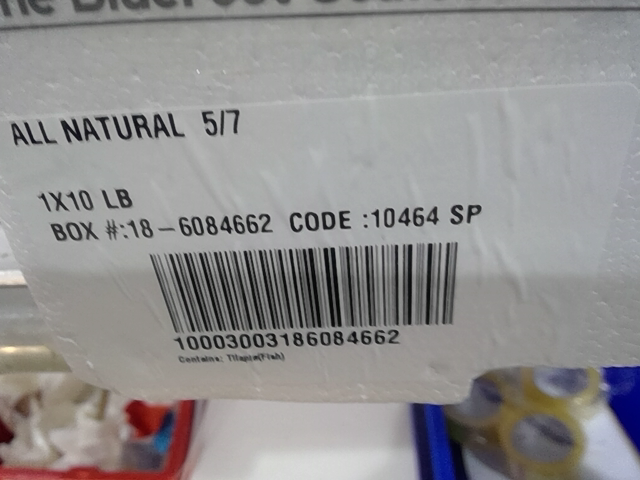 ALL NATURAL 5/7
1X10 LB
BOX #:18-6084662 CODE :10464 SP
10003003186084662
Contains: Tilapia(Fish)